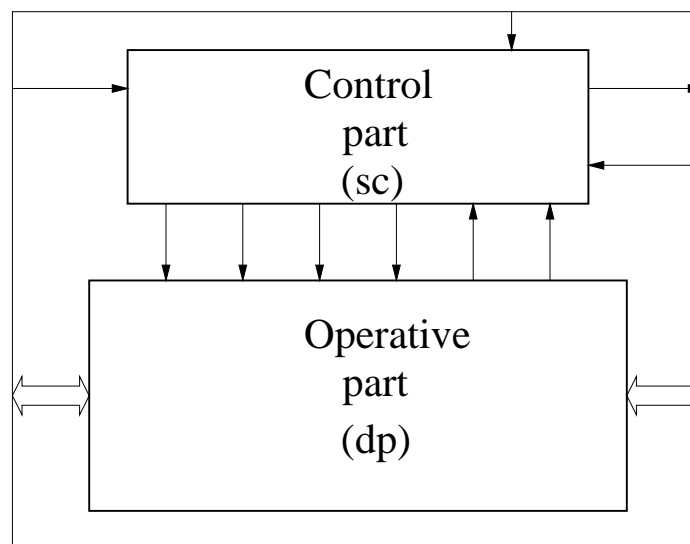 Control
part
(sc)
Operative
part
(dp)